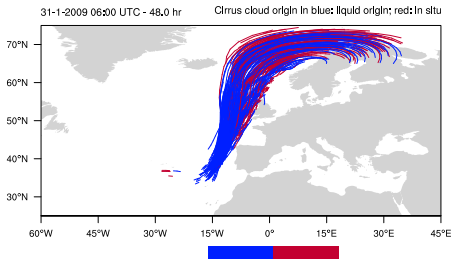 31-1-2009 06:00 UTC - 48.0 hr
Cirrus cloud origin in blue: liquid origin; red: in situ
70°N
60°N
50°N
40°N
30°N
60°W 45°W 30°W 15°W 0° 15°E 30°E 45°E